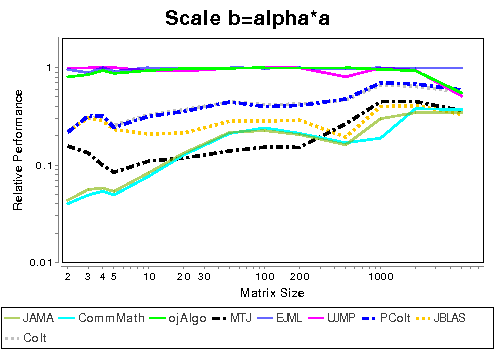 Scale b=alpha*a
Relative Performance
1
0.1
0.01
2 3 4 5 10 20 30 100 200 1000
Matrix Size
JAMA CommMath ojAlgo MTJ EJML UJMP PColt JBLAS
Colt